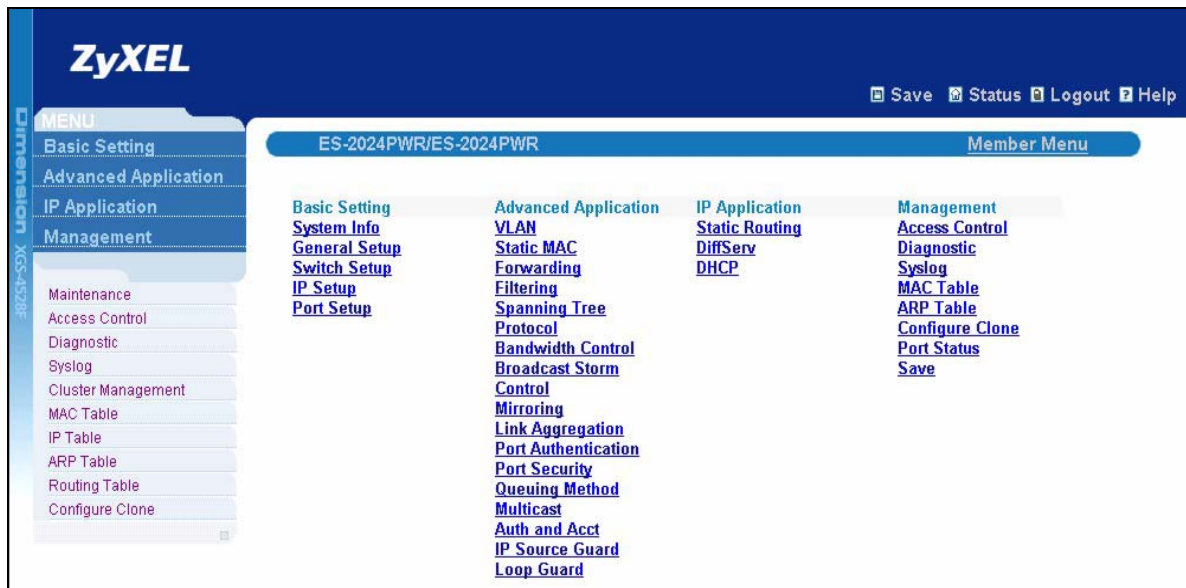 ZyXEL
Save Status Logout Help
Dimension XGS-4528F
MENU
Basic Setting
Advanced Application
IP Application
Management
Maintenance
Access Control
Diagnostic
Syslog
Cluster Management
MAC Table
IP Table
ARP Table
Routing Table
Configure Clone
ES-2024PWR/ES-2024PWR
Member Menu
Basic Setting
System Info
General Setup
Switch Setup
IP Setup
Port Setup
Advanced Application
VLAN
Static MAC
Forwarding
Filtering
Spanning Tree
Protocol
Bandwidth Control
Broadcast Storm
Control
Mirroring
Link Aggregation
Port Authentication
Port Security
Queuing Method
Multicast
Auth and Acct
IP Source Guard
Loop Guard
IP Application
Static Routing
DiffServ
DHCP
Management
Access Control
Diagnostic
Syslog
MAC Table
ARP Table
Configure Clone
Port Status
Save